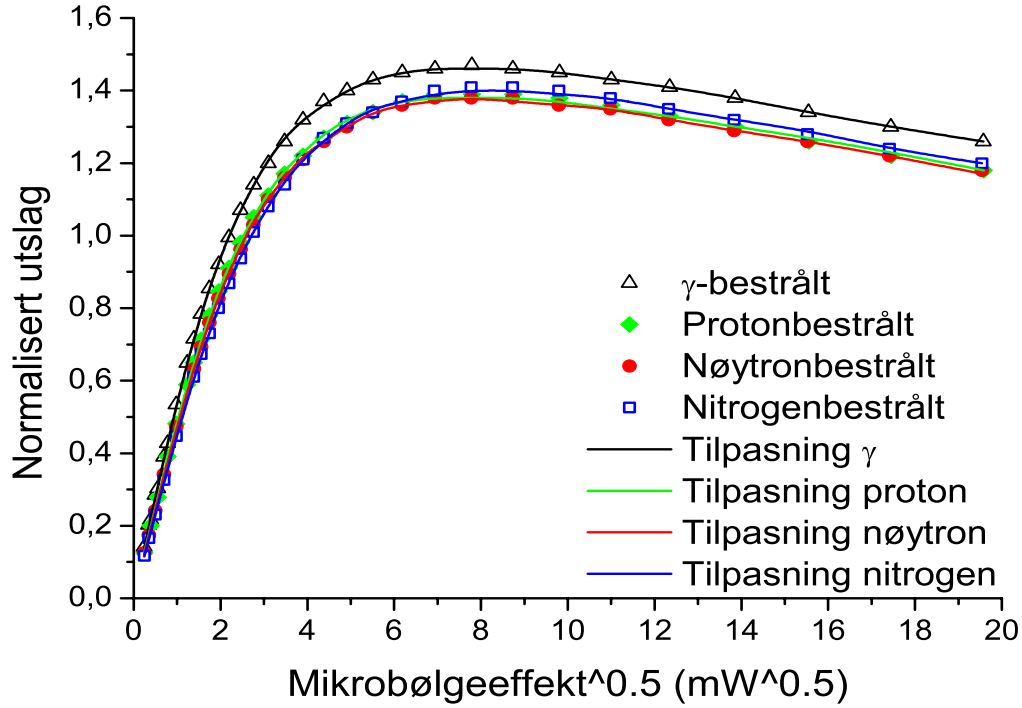 1,6
1,4
1,2
1,0
0,8
0,6
0,4
0,2
0,0
0 2 4 6 8 10 12 14 16 18 20
Normalisert utslag
Mikrobølgeeffekt^0.5 (mW^0.5)
γ-bestrålt
Protonbestrålt
Nøytronbestrålt
Nitrogenbestrålt
Tilpasning γ
Tilpasning proton
Tilpasning nøytron
Tilpasning nitrogen